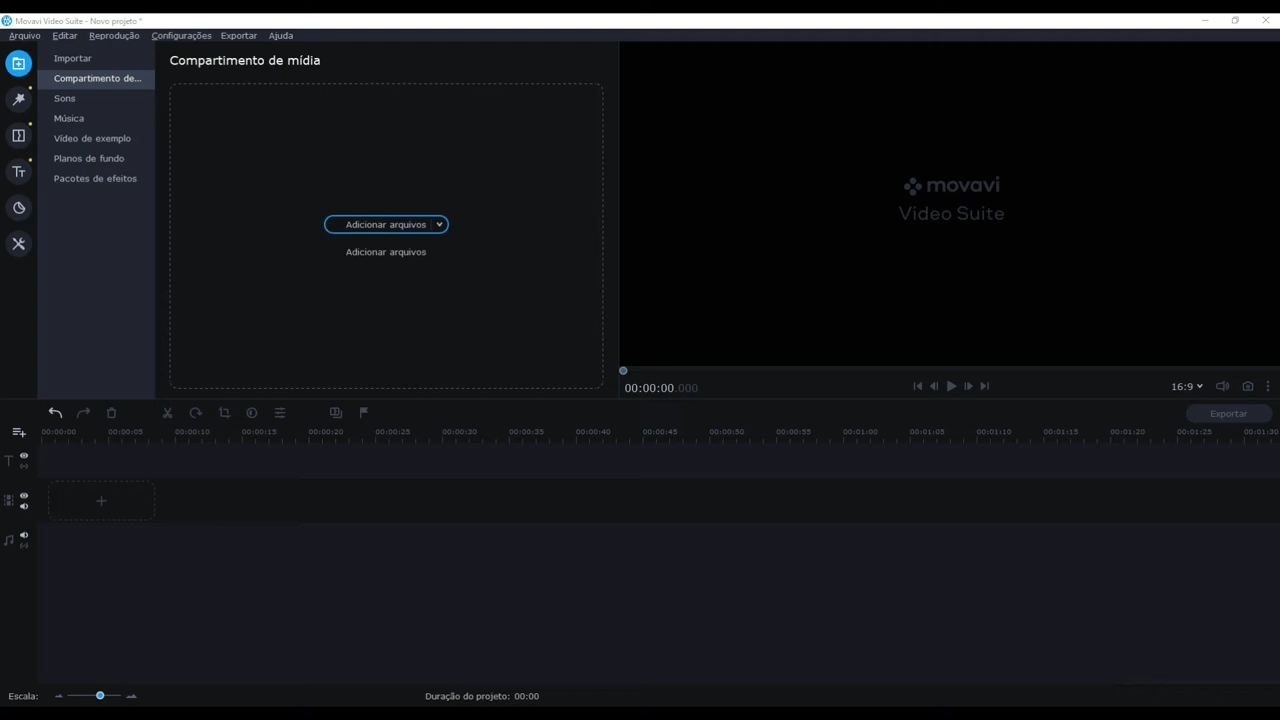 Movavi Video Suite - Novo projeto *
Arquivo Editar Reprodução Configurações Exportar Ajuda
Importar
Compartimento de...
Sons
Música
Vídeo de exemplo
Planos de fundo
Pacotes de efeitos
Compartimento de mídia
Adicionar arquivos
Adicionar arquivos
movavi
Video Suite
00:00:00.000
16:9
Exportar
00:00:00 00:00:05 00:00:10 00:00:15 00:00:20 00:00:25 00:00:30 00:00:35 00:00:40 00:00:45 00:00:50 00:00:55 00:01:00 00:01:05 00:01:10 00:01:15 00:01:20 00:01:25 00:01:30
Escala:
Duração do projeto: 00:00